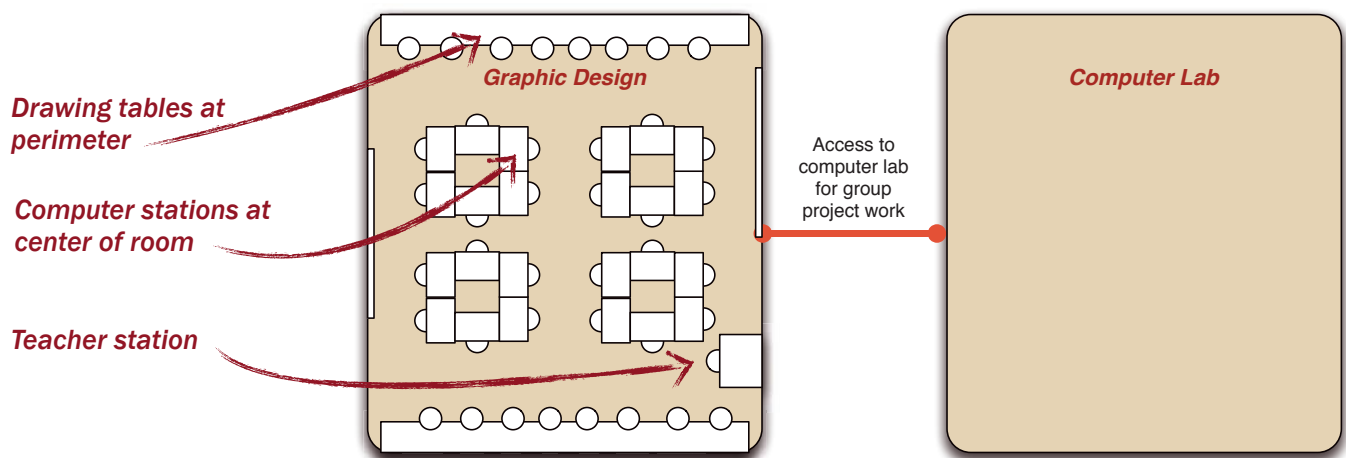 Graphic Design
Computer Lab
Drawing tables at
perimeter
Access to
computer lab
for group
project work
Computer stations at
center of room
Teacher station